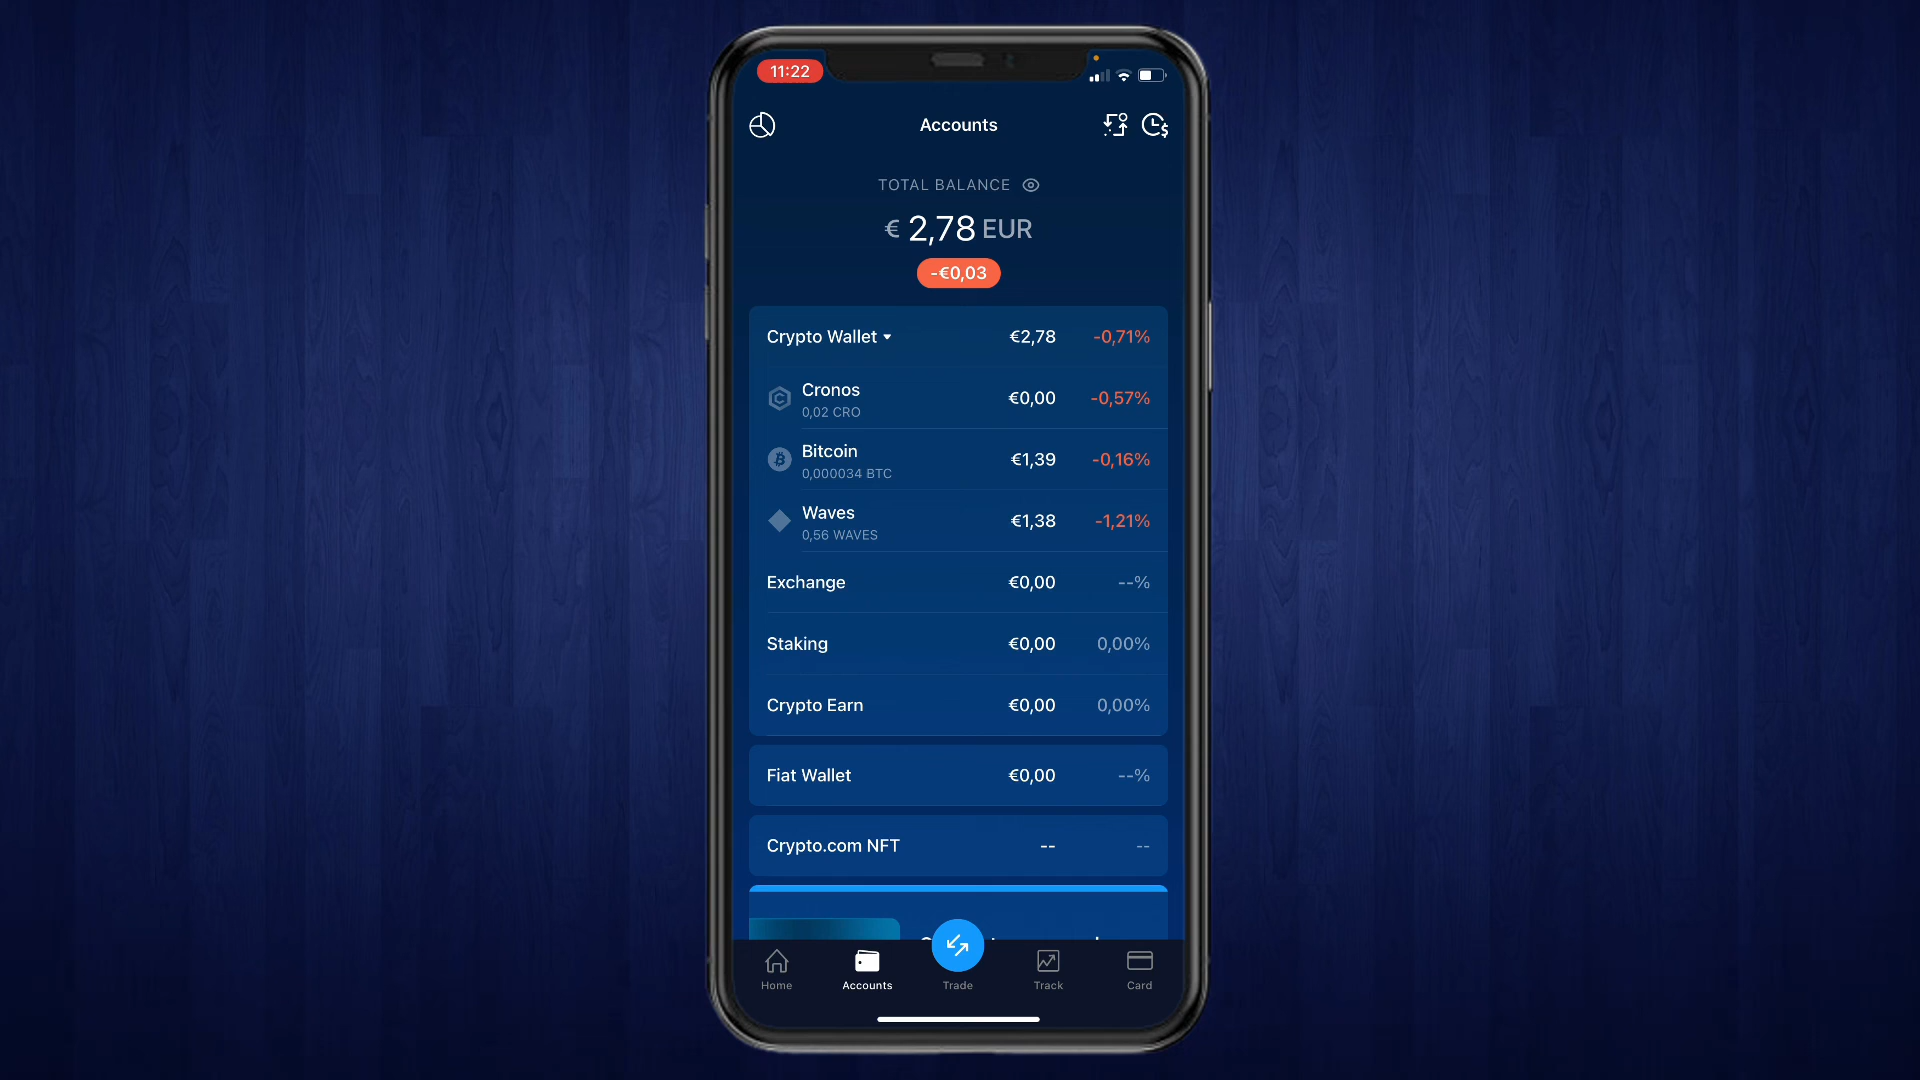 11:22
Accounts
TOTAL BALANCE
€ 2,78 EUR
-€0,03
Crypto Wallet €2,78 -0,71%
Cronos €0,00 -0,57%
0,02 CRO
Bitcoin €1,39 -0,16%
0,000034 BTC
Waves €1,38 -1,21%
0,56 WAVES
Exchange €0,00 --%
Staking €0,00 0,00%
Crypto Earn €0,00 0,00%
Fiat Wallet €0,00 --%
Crypto.com NFT -- --
Home Accounts Trade Track Card